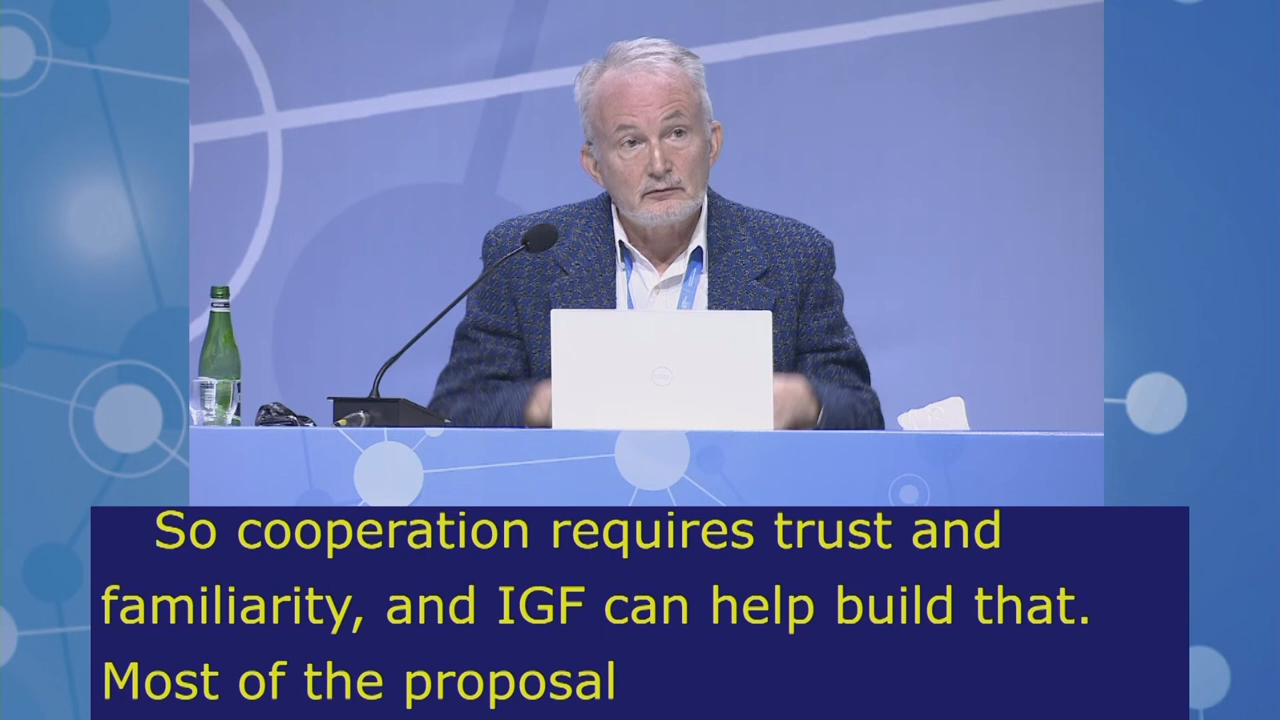 So cooperation requires trust and
familiarity, and IGF can help build that.
Most of the proposal